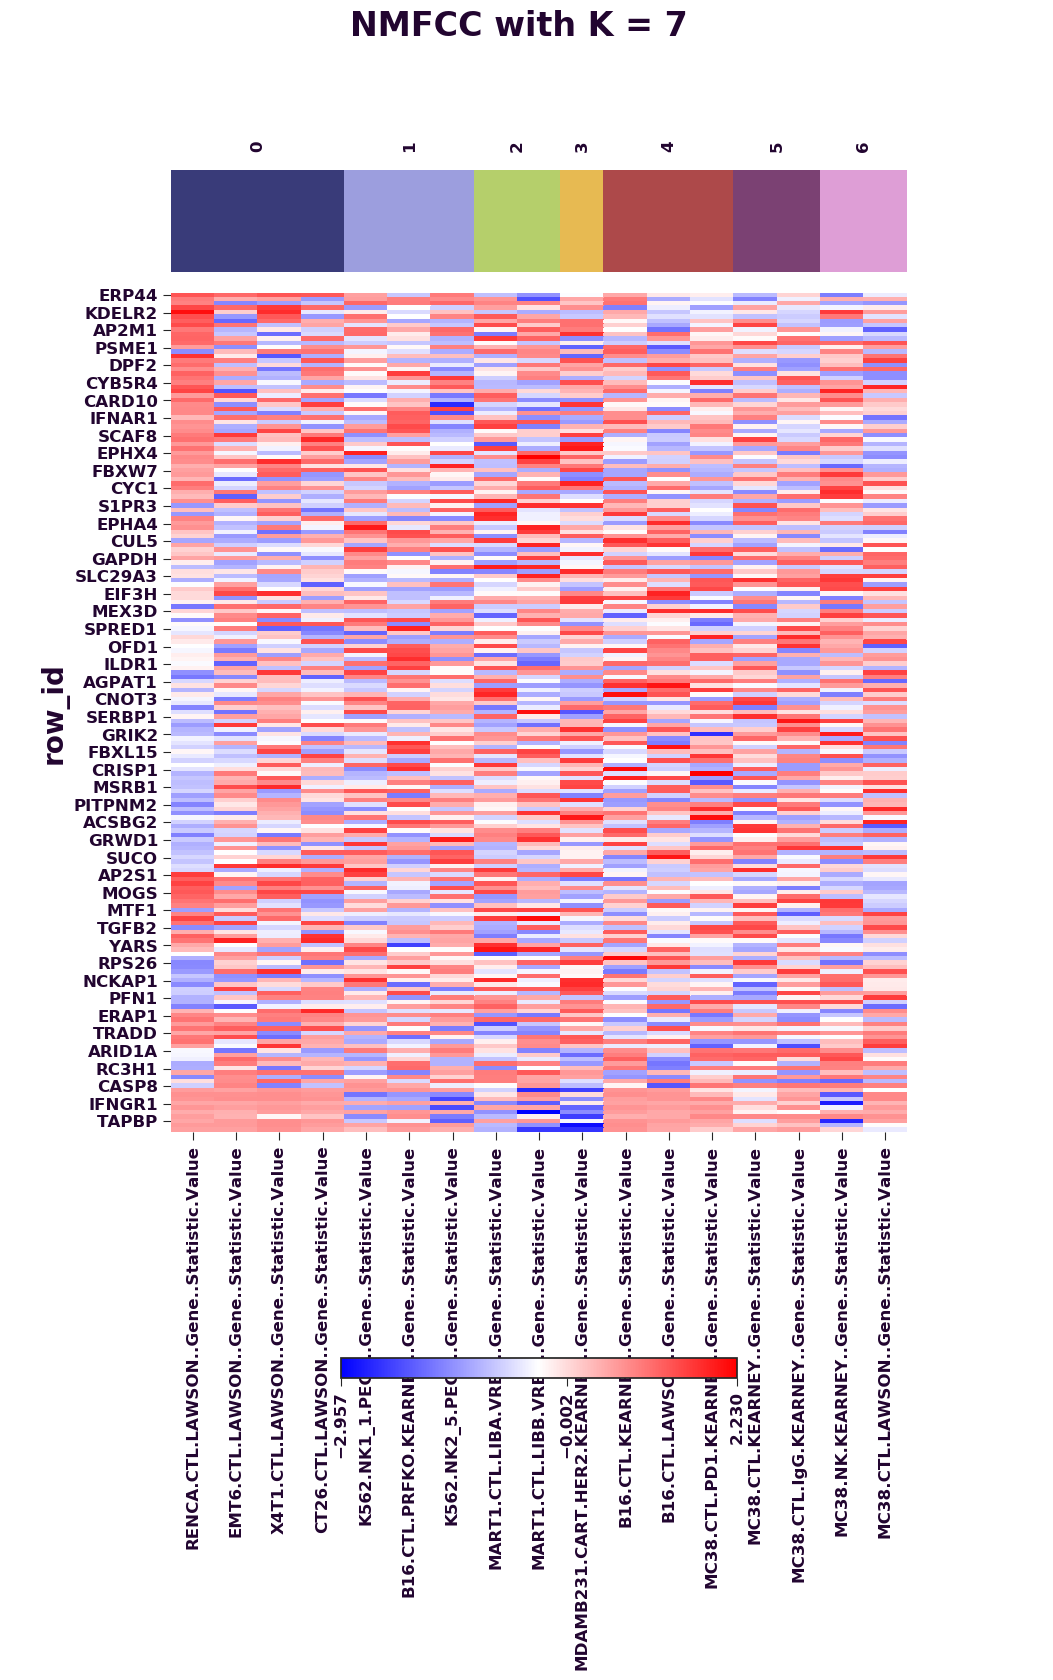 NMFCC with K = 7
0
1
2
3
4
5
6
row_id
ERP44
KDELR2
AP2M1
PSME1
DPF2
CYB5R4
CARD10
IFNAR1
SCAF8
EPHX4
FBXW7
CYC1
S1PR3
EPHA4
CUL5
GAPDH
SLC29A3
EIF3H
MEX3D
SPRED1
OFD1
ILDR1
AGPAT1
CNOT3
SERBP1
GRIK2
FBXL15
CRISP1
MSRB1
PITPNM2
ACSBG2
GRWD1
SUCO
AP2S1
MOGS
MTF1
TGFB2
YARS
RPS26
NCKAP1
PFN1
ERAP1
TRADD
ARID1A
RC3H1
CASP8
IFNGR1
TAPBP
RENCA.CTL.LAWSON..Gene..Statistic.Value
EMT6.CTL.LAWSON..Gene..Statistic.Value
X4T1.CTL.LAWSON..Gene..Statistic.Value
CT26.CTL.LAWSON..Gene..Statistic.Value
K562.NK1_1.PEC ..Gene..Statistic.Value
B16.CTL.PRFKO.KEARNE ..Gene..Statistic.Value
K562.NK2_5.PEC ..Gene..Statistic.Value
MART1.CTL.LIBA.VRE ..Gene..Statistic.Value
MART1.CTL.LIBB.VRE ..Gene..Statistic.Value
MDAMB231.CART.HER2.KEARNE ..Gene..Statistic.Value
B16.CTL.KEARNE ..Gene..Statistic.Value
B16.CTL.LAWSO ..Gene..Statistic.Value
MC38.CTL.PD1.KEARNE ..Gene..Statistic.Value
MC38.CTL.KEARNEY..Gene..Statistic.Value
MC38.CTL.IgG.KEARNEY..Gene..Statistic.Value
MC38.NK.KEARNEY..Gene..Statistic.Value
MC38.CTL.LAWSON..Gene..Statistic.Value
−2.957
−0.002
2.230